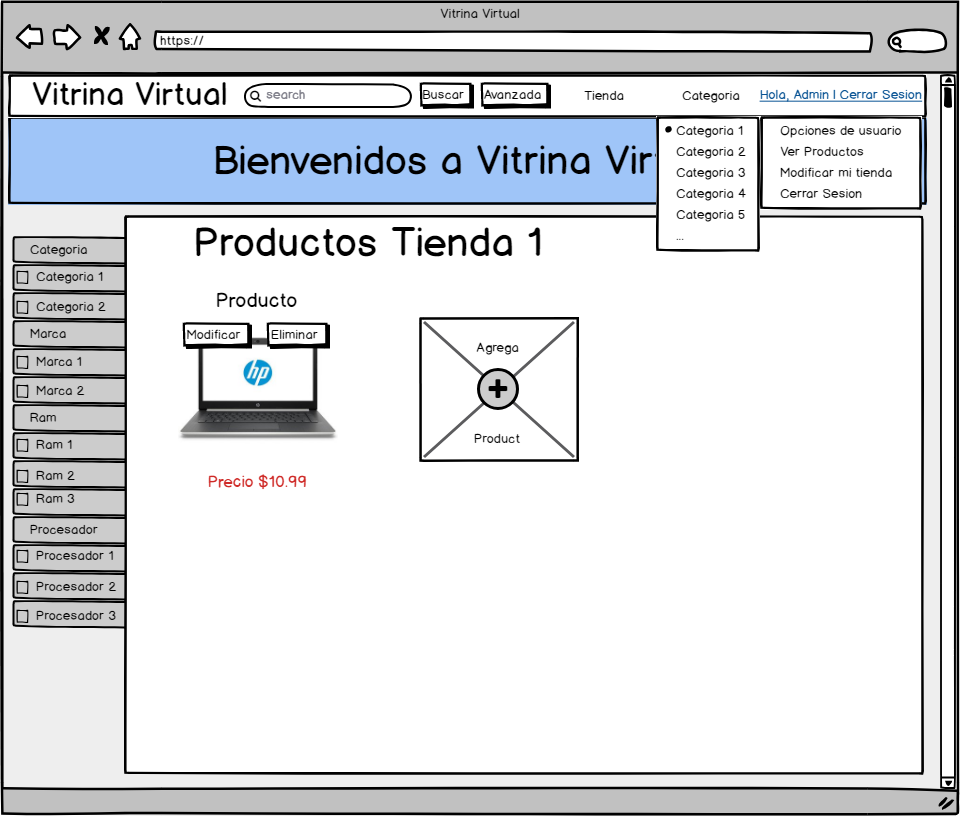 Vitrina Virtual
https://
Vitrina Virtual
search
Buscar
Avanzada
Tienda
Categoria
Hola, Admin | Cerrar Sesion
Bienvenidos a Vitrina Vir
Categoria 1
Categoria 2
Categoria 3
Categoria 4
Categoria 5
...
Opciones de usuario
Ver Productos
Modificar mi tienda
Cerrar Sesion
Categoria
Categoria 1
Categoria 2
Marca
Marca 1
Marca 2
Ram
Ram 1
Ram 2
Ram 3
Procesador
Procesador 1
Procesador 2
Procesador 3
Productos Tienda 1
Producto
Modificar
Eliminar
hp
Precio $10.99
Agrega
Product